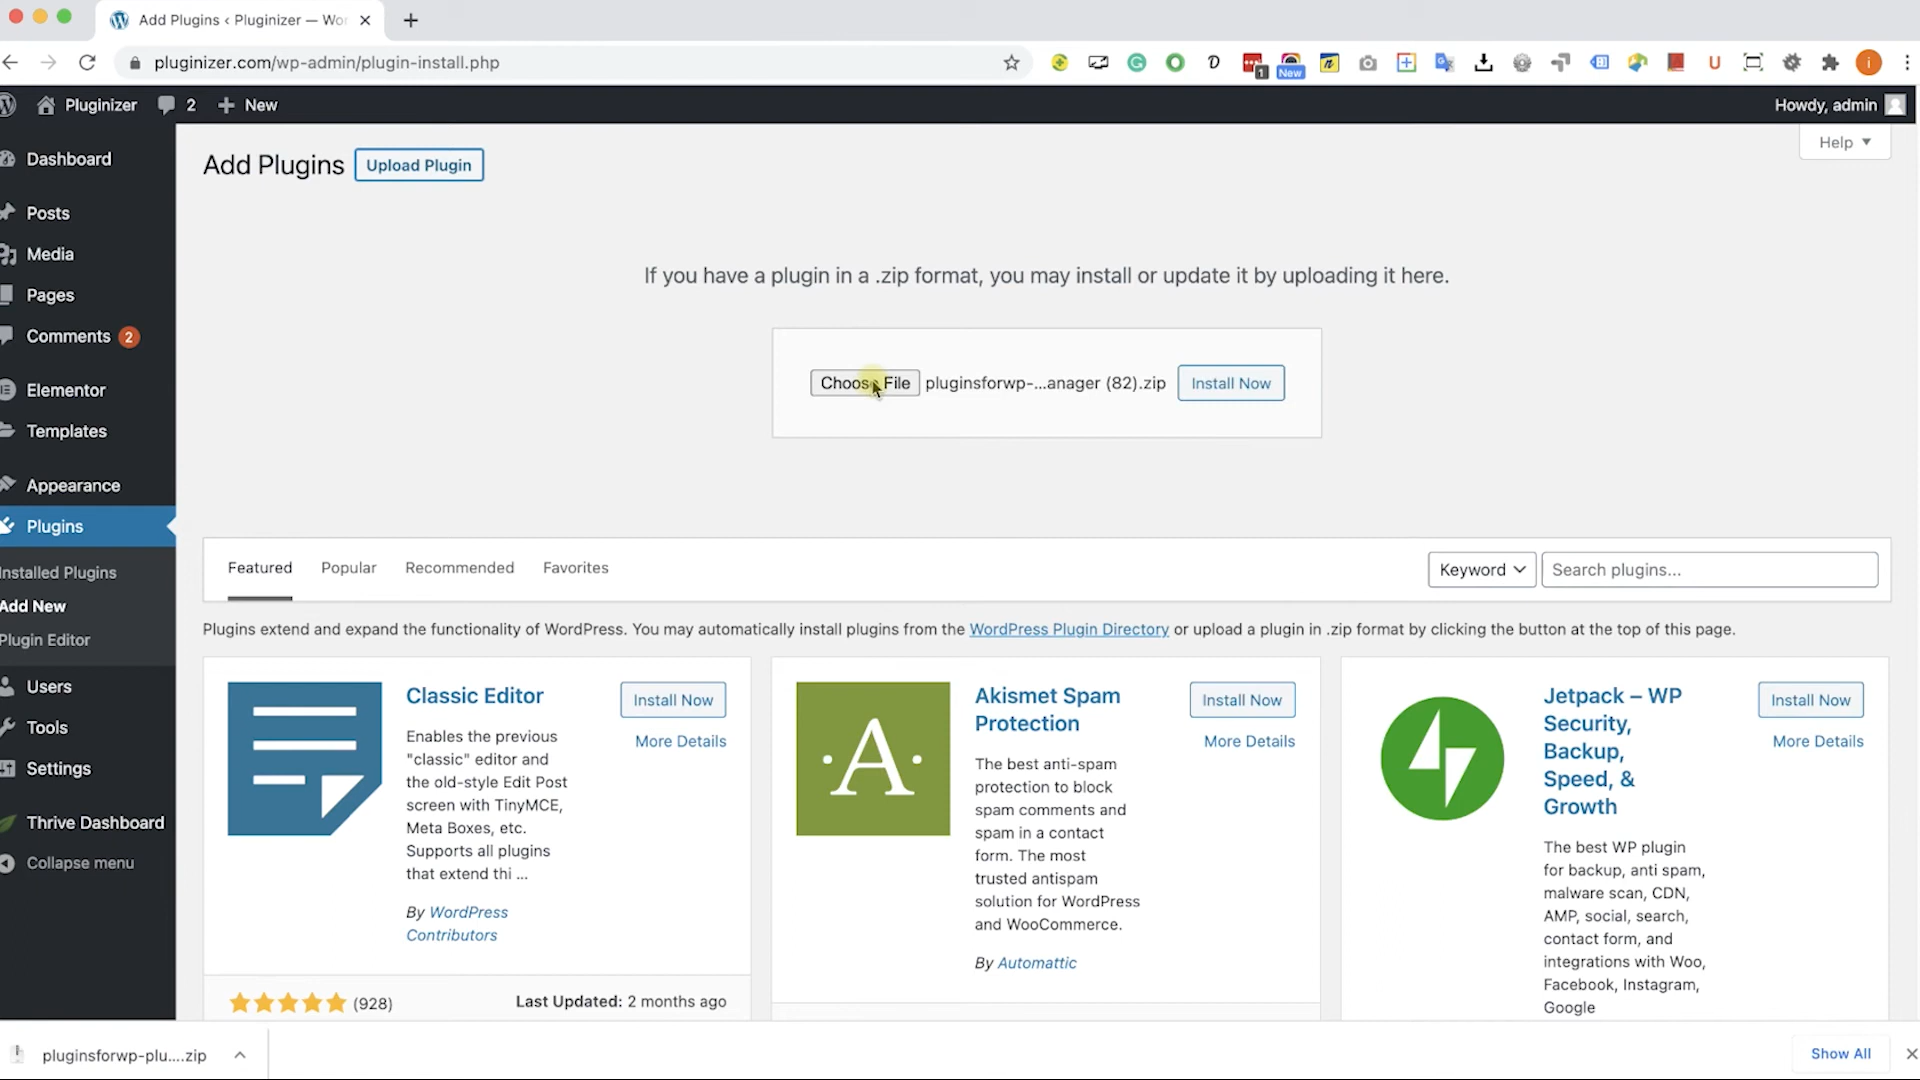 Add Plugins ‹ Pluginizer — Wor
pluginizer.com/wp-admin/plugin-install.php
1
New
U
i
Pluginizer
2
New
Howdy, admin
Dashboard
Add Plugins
Upload Plugin
Help
Posts
Media
Pages
Comments 2
Elementor
Templates
Appearance
Plugins
Installed Plugins
Add New
Plugin Editor
Users
Tools
Settings
Thrive Dashboard
Collapse menu
If you have a plugin in a .zip format, you may install or update it by uploading it here.
Choose File pluginsforwp-...anager (82).zip Install Now
Featured Popular Recommended Favorites
Keyword
Search plugins...
Plugins extend and expand the functionality of WordPress. You may automatically install plugins from the WordPress Plugin Directory or upload a plugin in .zip format by clicking the button at the top of this page.
Classic Editor
Install Now
More Details
Enables the previous
"classic" editor and
the old-style Edit Post
screen with TinyMCE,
Meta Boxes, etc.
Supports all plugins
that extend thi ...
By WordPress
Contributors
(928)
Last Updated: 2 months ago
A
Akismet Spam
Protection
Install Now
More Details
The best anti-spam
protection to block
spam comments and
spam in a contact
form. The most
trusted antispam
solution for WordPress
and WooCommerce.
By Automattic
Jetpack – WP
Security,
Backup,
Speed, &
Growth
Install Now
More Details
The best WP plugin
for backup, anti spam,
malware scan, CDN,
AMP, social, search,
contact form, and
integrations with Woo,
Facebook, Instagram,
Google
pluginsforwp-plu....zip
Show All